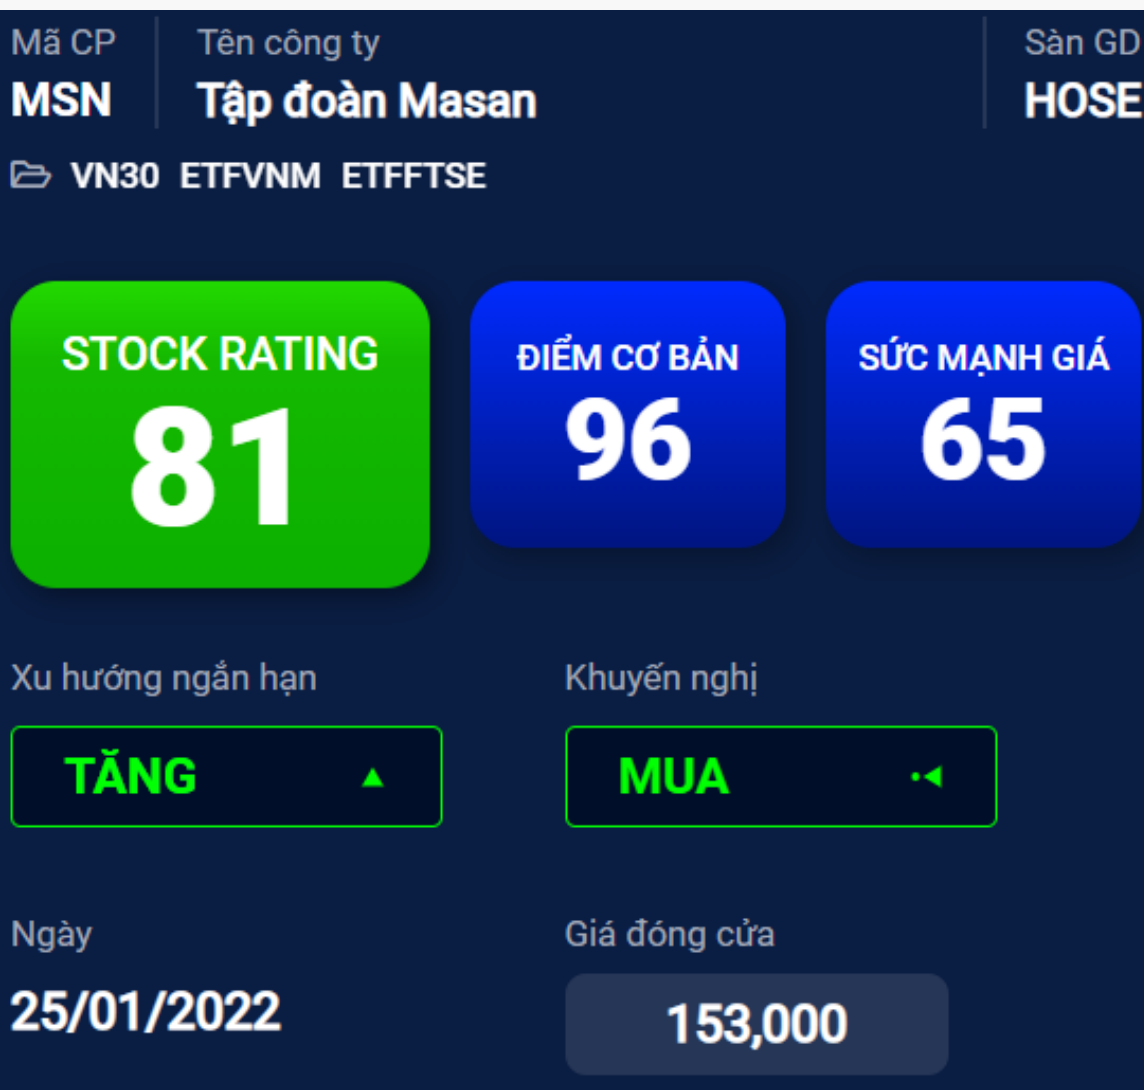 Mã CP Tên công ty Sàn GD
MSN Tập đoàn Masan HOSE
VN30 ETFVNM ETFFTSE
STOCK RATING ĐIỂM CƠ BẢN SỨC MẠNH GIÁ
81 96 65
Xu hướng ngắn hạn Khuyến nghị
TĂNG MUA
Ngày Giá đóng cửa
25/01/2022 153,000